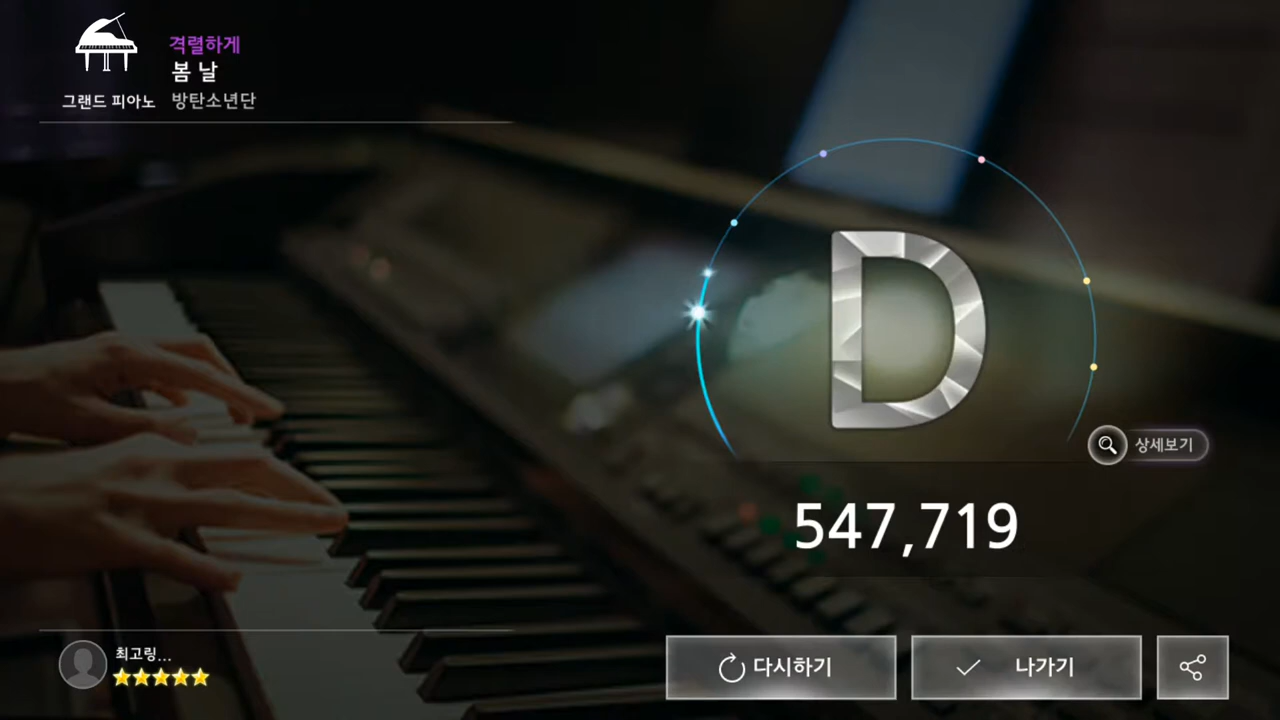 격렬하게
봄 날
그랜드 피아노
방탄소년단
D
상세보기
547,719
최고링...
다시하기
나가기